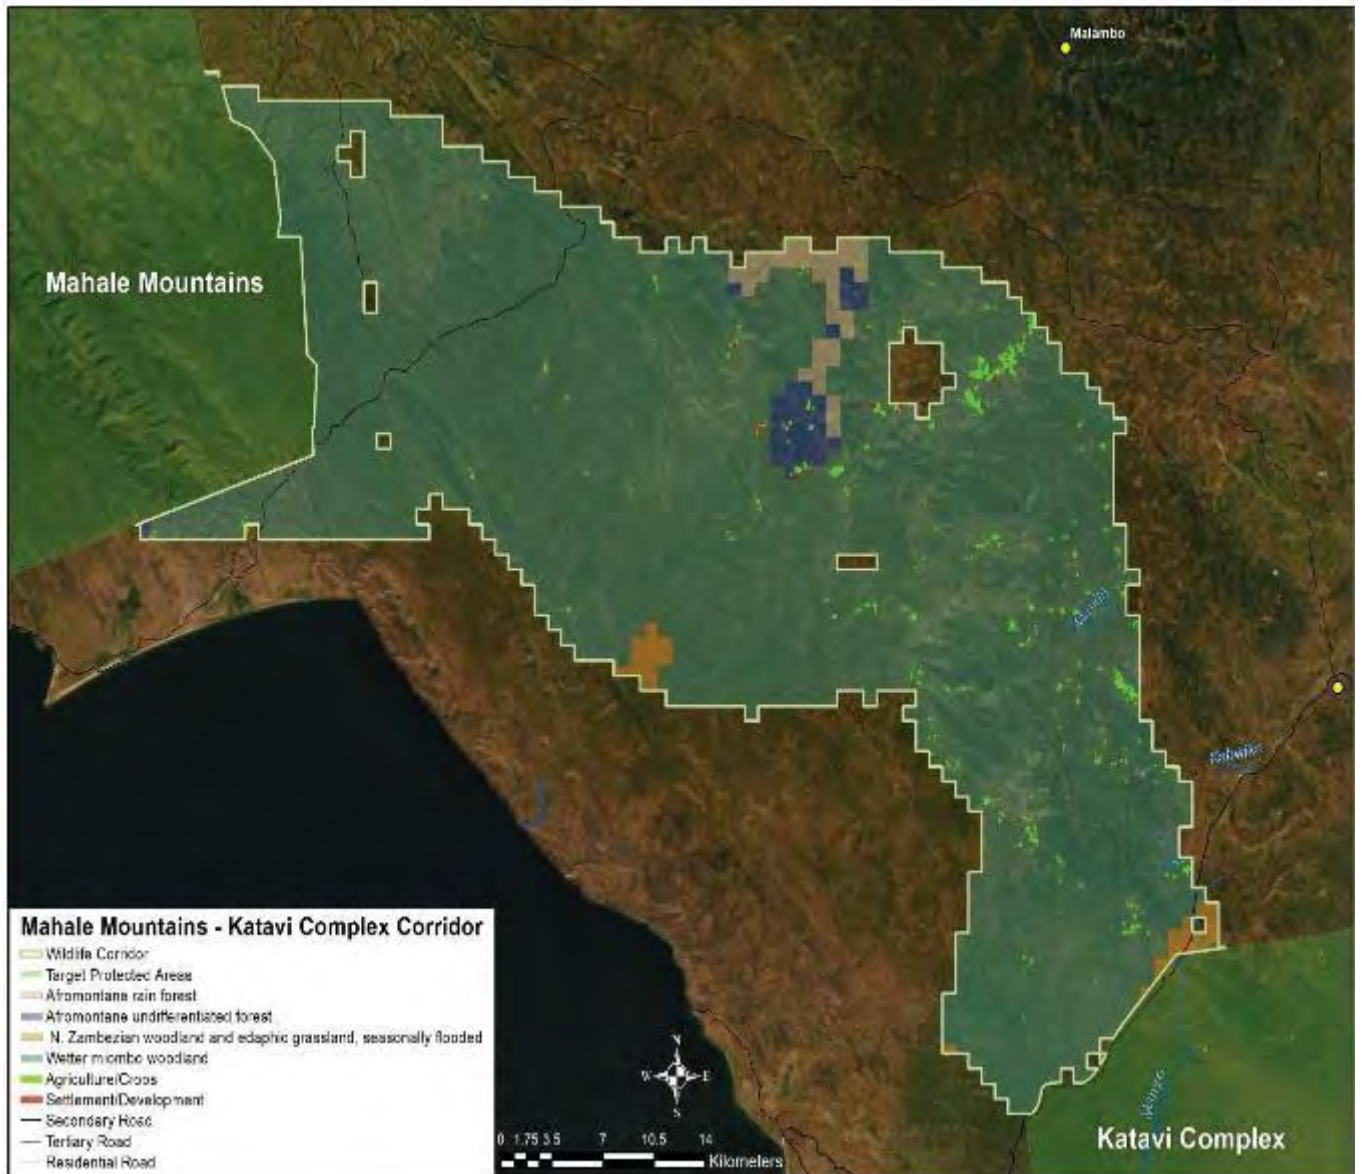 Malambo
Mahale Mountains
Katavi Complex
Mahale Mountains - Katavi Complex Corridor
Wildlife Corridor
Target Protected Areas
Afromontane rain forest
Afromontane undifferentiated forest
N. Zambezian woodland and edaphic grassland, seasonally flooded
Wetter miombo woodland
Agriculture/Crops
Settlement/Development
Secondary Road
Tertiary Road
Residential Road
N
W E
S
0 1.75 3.5 7 10.5 14
Kilometers